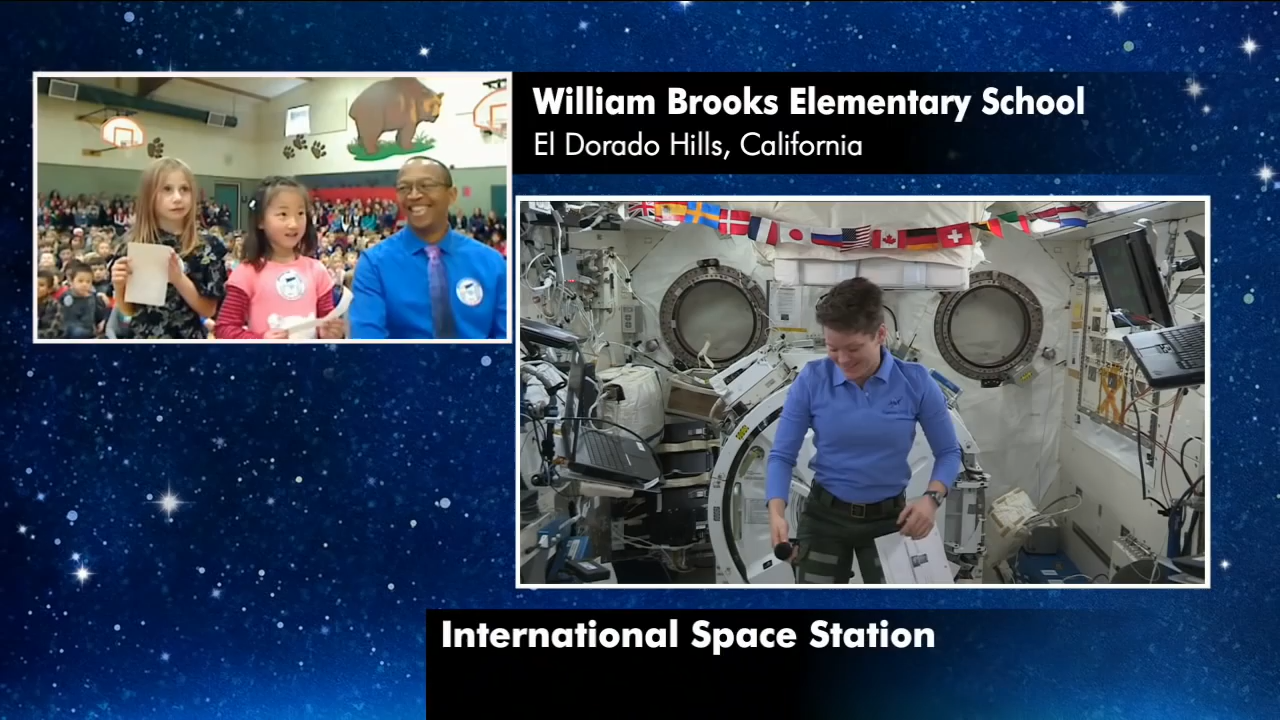 William Brooks Elementary School
El Dorado Hills, California
International Space Station